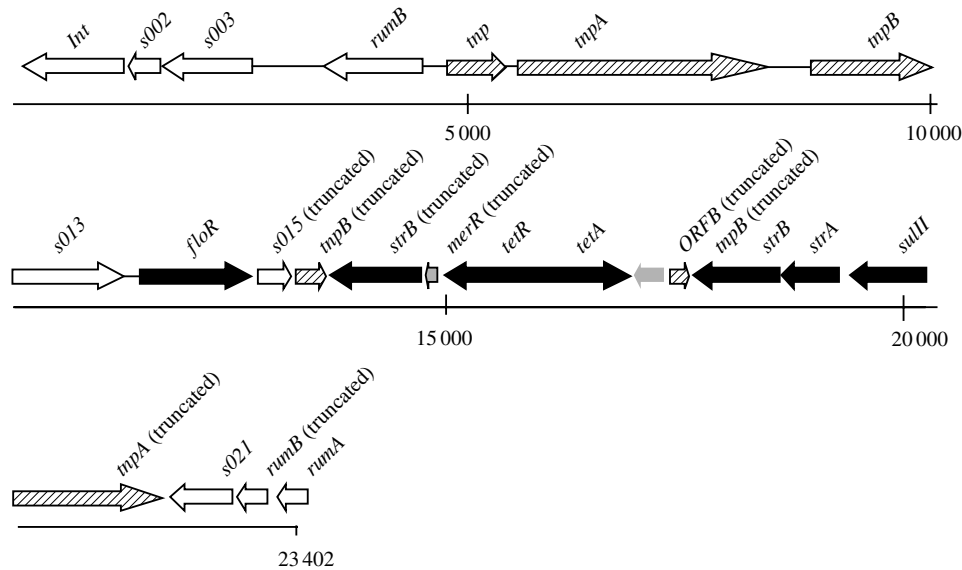 Int s002 s003 rumB tnp tnpA tnpB
5 000 10 000
s013 floR s015 (truncated) tnpB (truncated) strB (truncated) merR (truncated) tetR tetA ORFB (truncated) tmpB (truncated) strB strA sulII
15 000 20 000
tnpA (truncated) s021 rumB (truncated) rumA
23 402